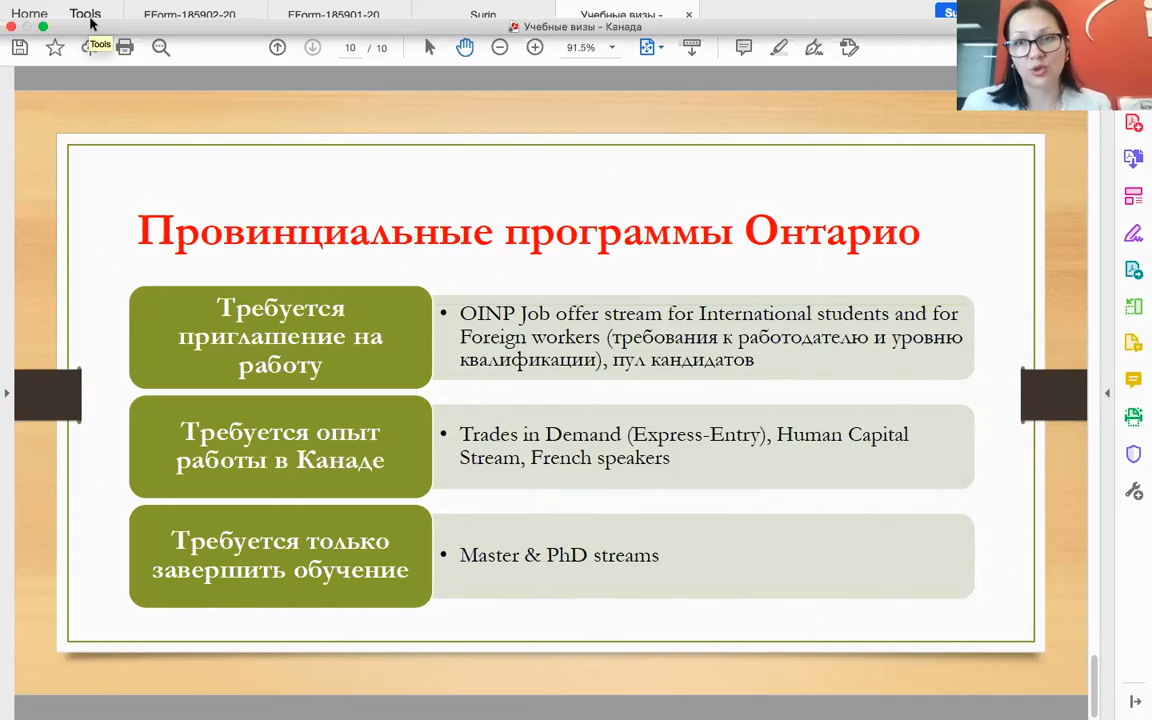 Home
Tools
EForm-185902-20
EForm-185901-20
Surin
Учебные визы -
×
Учебные визы - Канада
Tools
10 / 10
91.5%
Провинциальные программы Онтарио
Требуется
приглашение на
работу
• OINP Job offer stream for International students and for
Foreign workers (требования к работодателю и уровню
квалификации), пул кандидатов
Требуется опыт
работы в Канаде
• Trades in Demand (Express-Entry), Human Capital
Stream, French speakers
Требуется только
завершить обучение
• Master & PhD streams